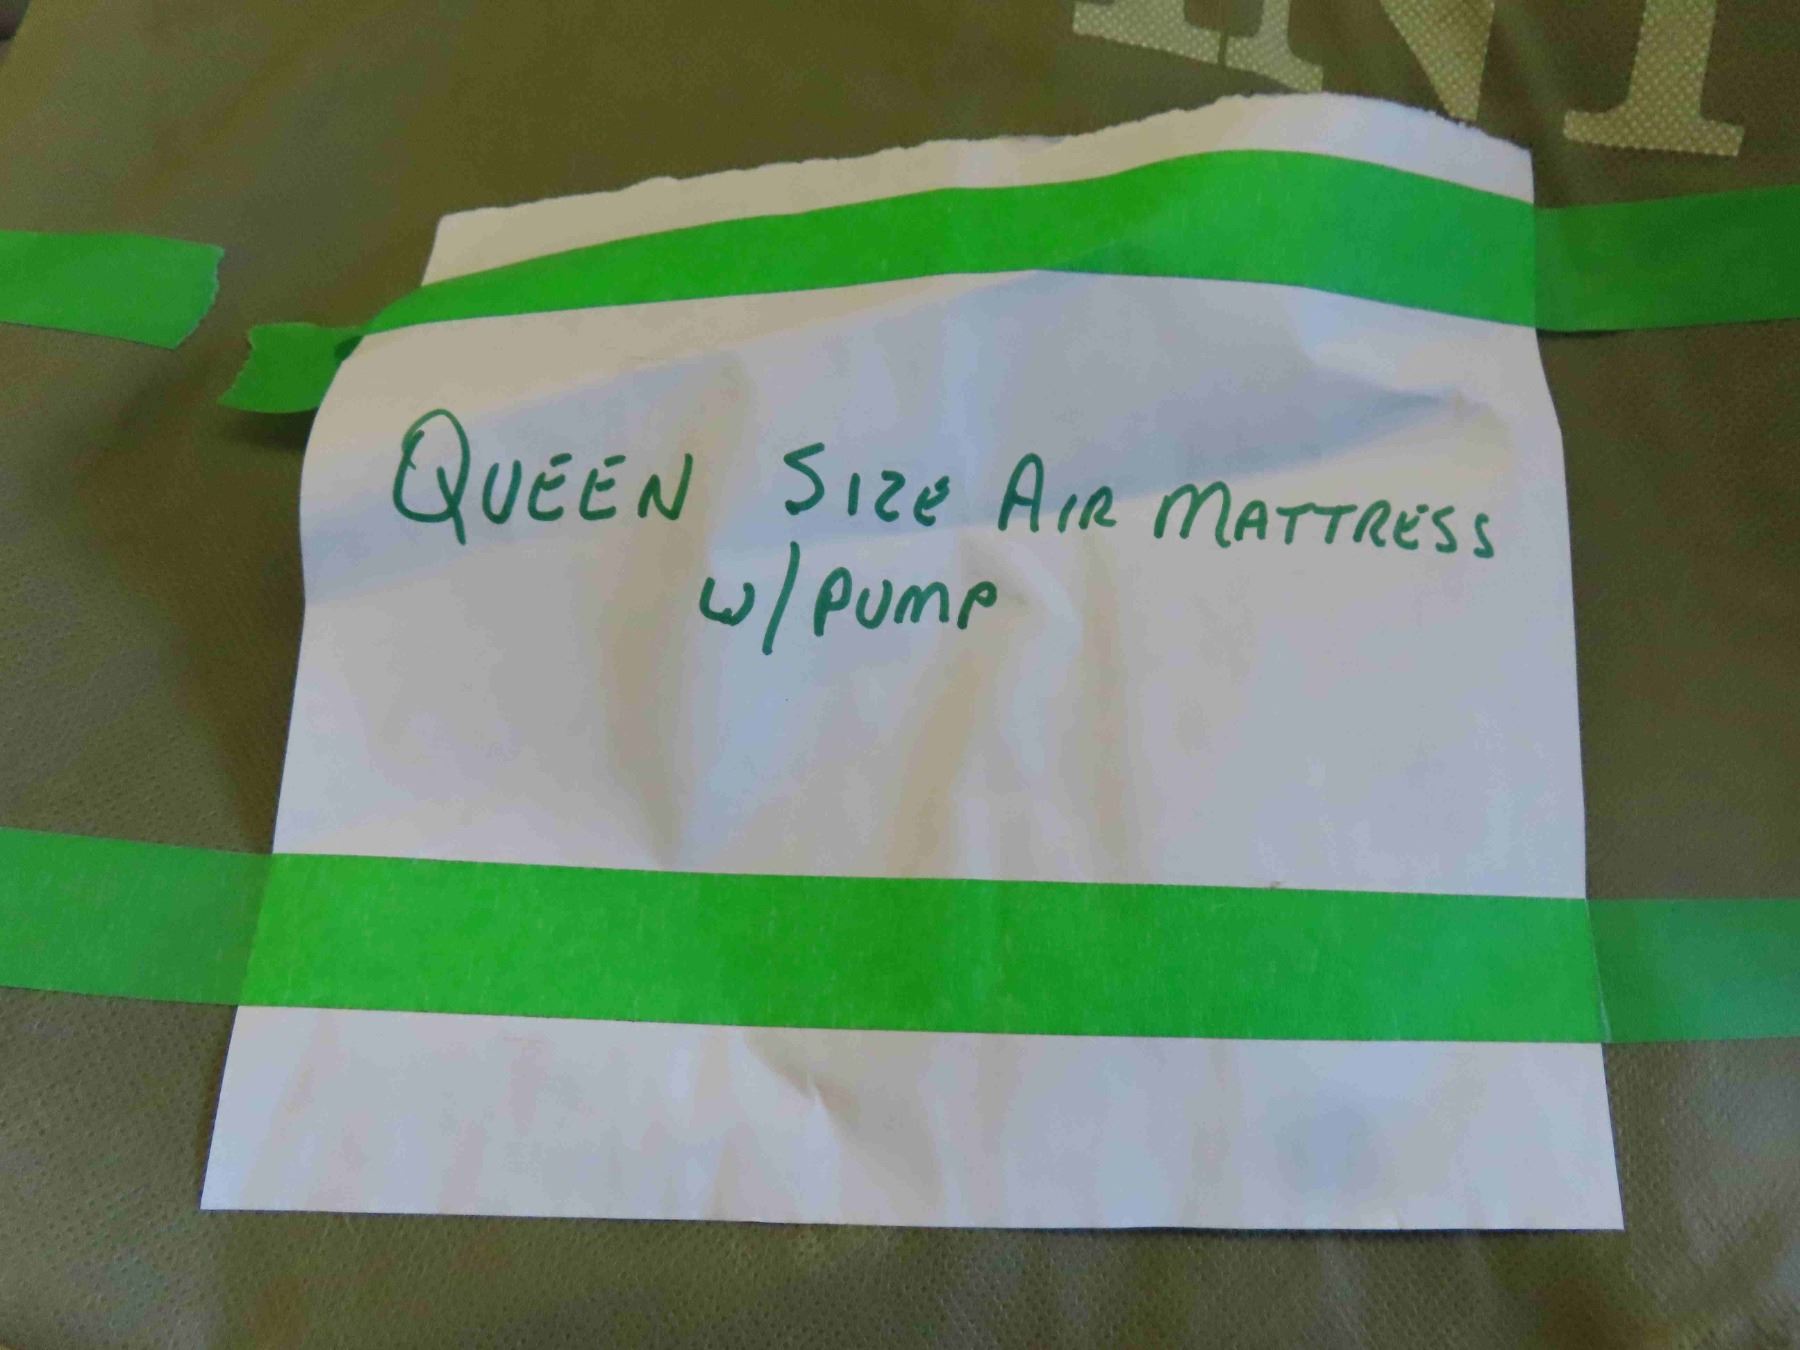 QUEEN SIZE AIR MATTRESS
W/PUMP